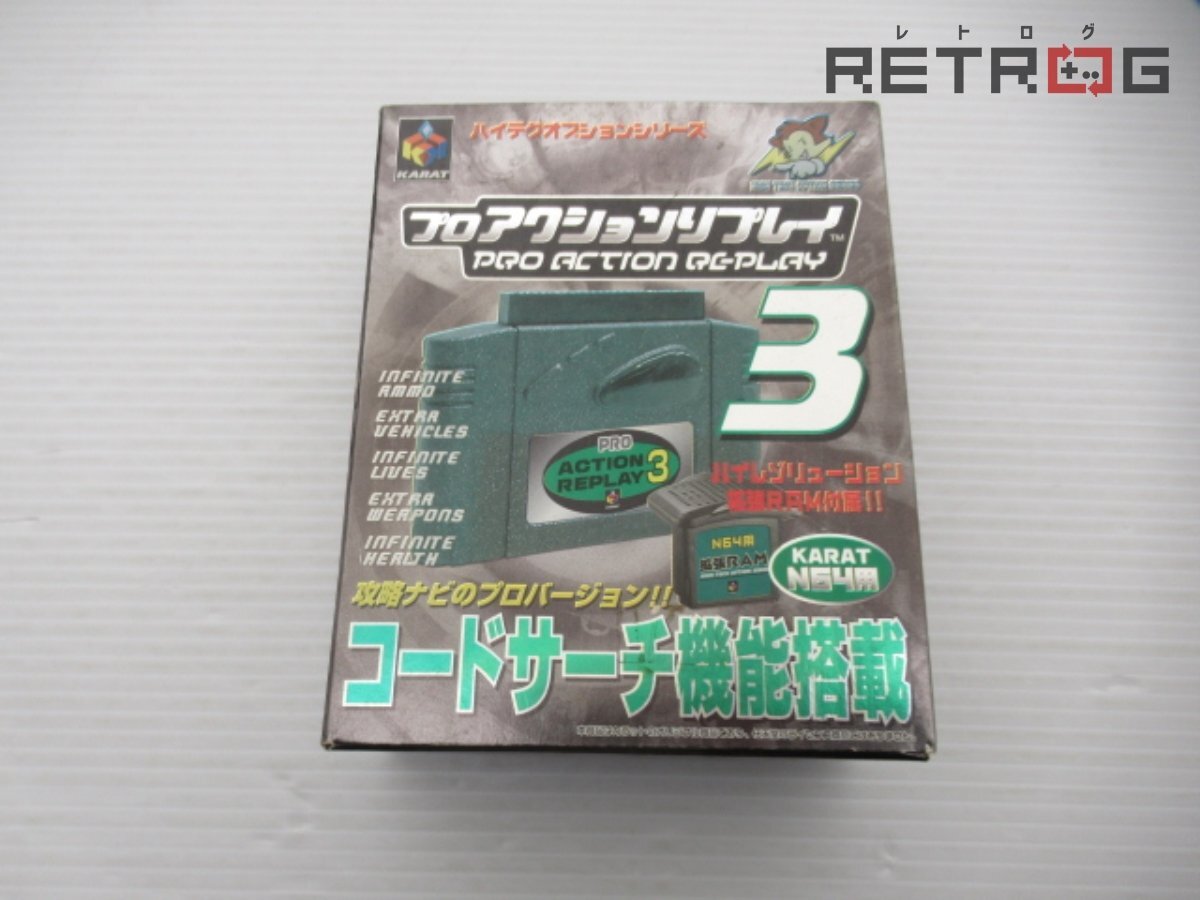 レトログ
RETROG
KARAT
ハイテクオプションシリーズ
プロアクションリプレイ™
PRO ACTION REPLAY
3
INFINITE
AMMO
EXTRA
VEHICLES
INFINITE
LIVES
EXTRA
WEAPONS
INFINITE
HEALTH
PRO
ACTION
REPLAY 3
ハイレゾリューション
拡張RAM付属!!
N64用
拡張RAM
KARAT
N64用
攻略ナビのプロバージョン!!
コードサーチ機能搭載